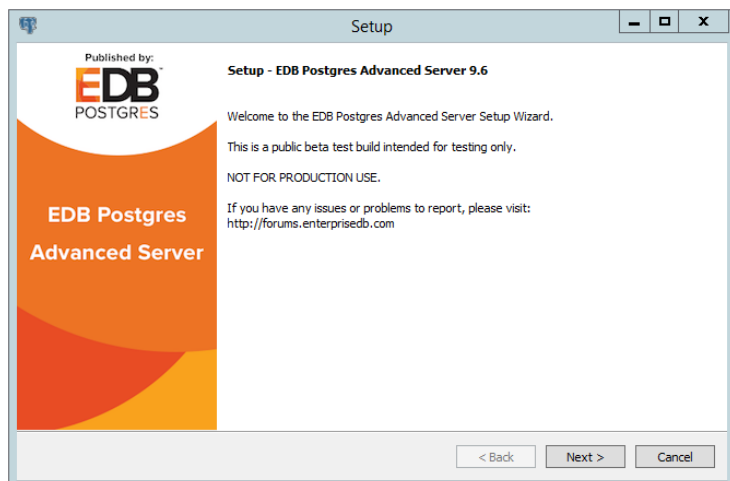 Setup
Published by:
EDB
POSTGRES
EDB Postgres
Advanced Server
Setup - EDB Postgres Advanced Server 9.6
Welcome to the EDB Postgres Advanced Server Setup Wizard.
This is a public beta test build intended for testing only.
NOT FOR PRODUCTION USE.
If you have any issues or problems to report, please visit:
http://forums.enterprisedb.com
< Back
Next >
Cancel